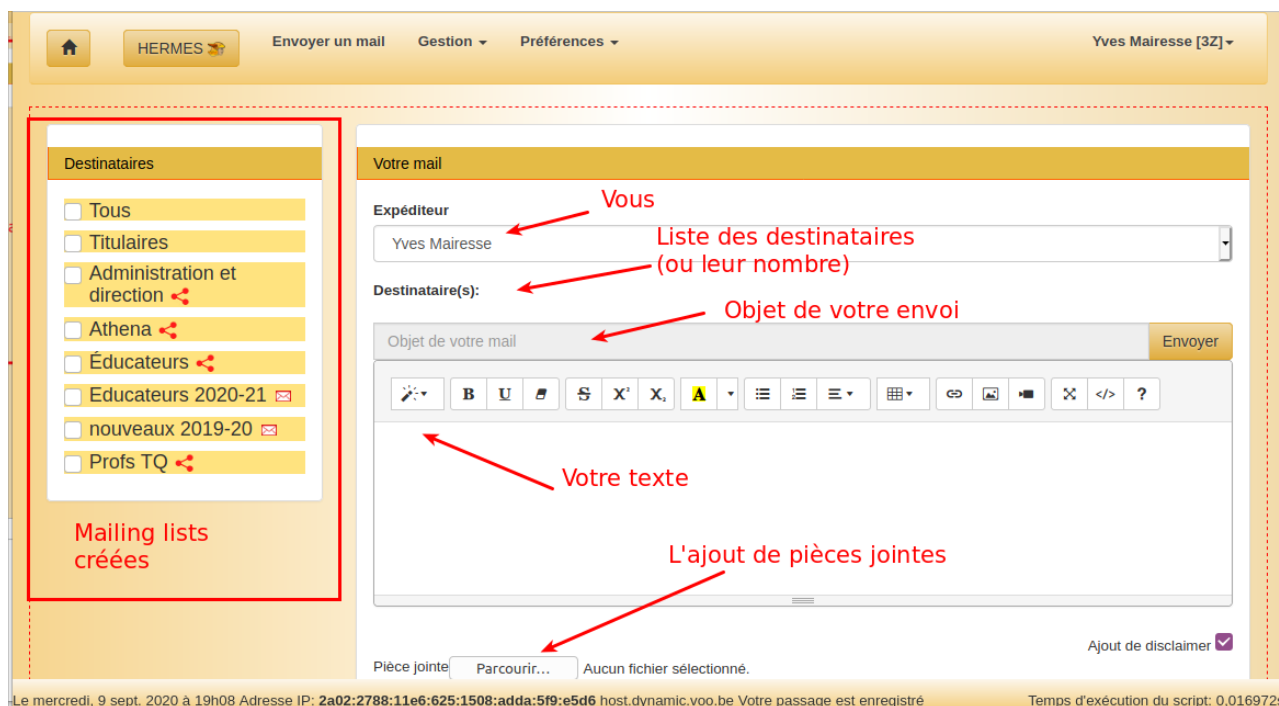 HERMES
Envoyer un mail
Gestion
Préférences
Yves Mairesse [3Z]
Destinataires
Tous
Titulaires
Administration et
direction
Athena
Éducateurs
Educateurs 2020-21
nouveaux 2019-20
Profs TQ
Mailing lists
créées
Votre mail
Expéditeur
Vous
Yves Mairesse
Liste des destinataires
(ou leur nombre)
Destinataire(s):
Objet de votre envoi
Objet de votre mail
Envoyer
B U S X² X, A </> ?
Votre texte
L'ajout de pièces jointes
Ajout de disclaimer
Pièce jointe Parcourir... Aucun fichier sélectionné.
Le mercredi, 9 sept. 2020 à 19h08 Adresse IP: 2a02:2788:11e6:625:1508:adda:5f9:e5d6 host.dynamic.voo.be Votre passage est enregistré
Temps d'exécution du script: 0.016972s